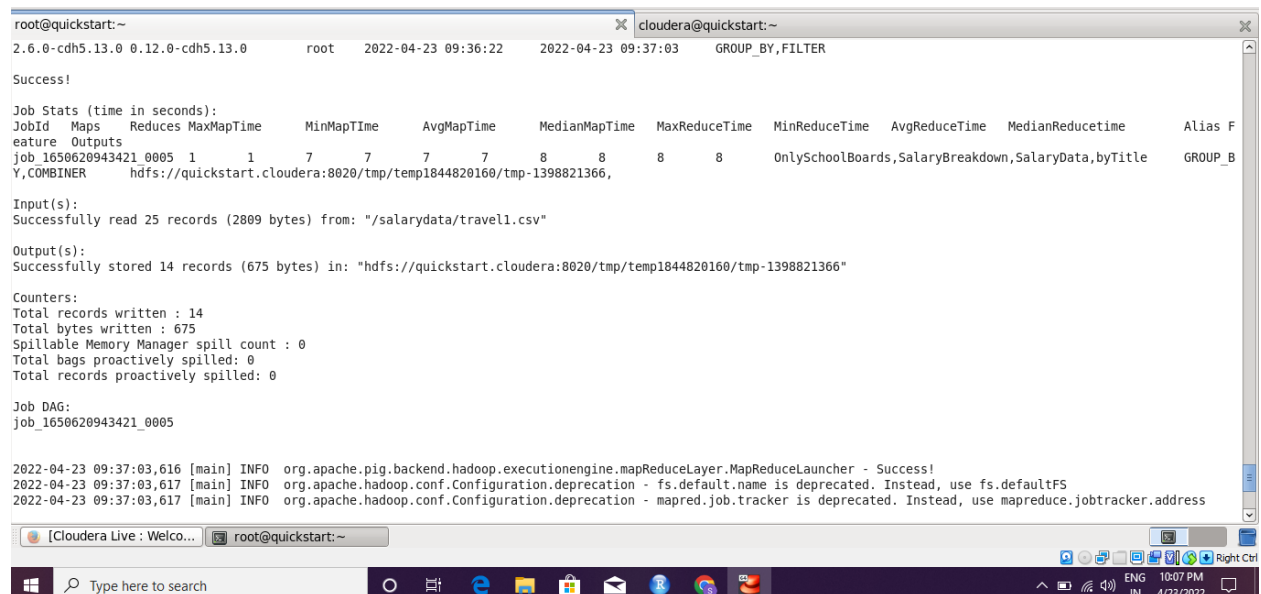 root@quickstart:~ cloudera@quickstart:~
2.6.0-cdh5.13.0 0.12.0-cdh5.13.0 root 2022-04-23 09:36:22 2022-04-23 09:37:03 GROUP_BY,FILTER
Success!
Job Stats (time in seconds):
JobId Maps Reduces MaxMapTime MinMapTIme AvgMapTime MedianMapTime MaxReduceTime MinReduceTime AvgReduceTime MedianReducetime Alias F
eature Outputs
job_1650620943421_0005 1 1 7 7 7 7 8 8 8 8 OnlySchoolBoards,SalaryBreakdown,SalaryData,byTitle GROUP_B
Y,COMBINER hdfs://quickstart.cloudera:8020/tmp/temp1844820160/tmp-1398821366,
Input(s):
Successfully read 25 records (2809 bytes) from: "/salarydata/travel1.csv"
Output(s):
Successfully stored 14 records (675 bytes) in: "hdfs://quickstart.cloudera:8020/tmp/temp1844820160/tmp-1398821366"
Counters:
Total records written : 14
Total bytes written : 675
Spillable Memory Manager spill count : 0
Total bags proactively spilled: 0
Total records proactively spilled: 0
Job DAG:
job_1650620943421_0005
2022-04-23 09:37:03,616 [main] INFO org.apache.pig.backend.hadoop.executionengine.mapReduceLayer.MapReduceLauncher - Success!
2022-04-23 09:37:03,617 [main] INFO org.apache.hadoop.conf.Configuration.deprecation - fs.default.name is deprecated. Instead, use fs.defaultFS
2022-04-23 09:37:03,617 [main] INFO org.apache.hadoop.conf.Configuration.deprecation - mapred.job.tracker is deprecated. Instead, use mapreduce.jobtracker.address
[Cloudera Live : Welco... root@quickstart:~
Right Ctrl
Type here to search ENG 10:07 PM
IN 4/23/2022